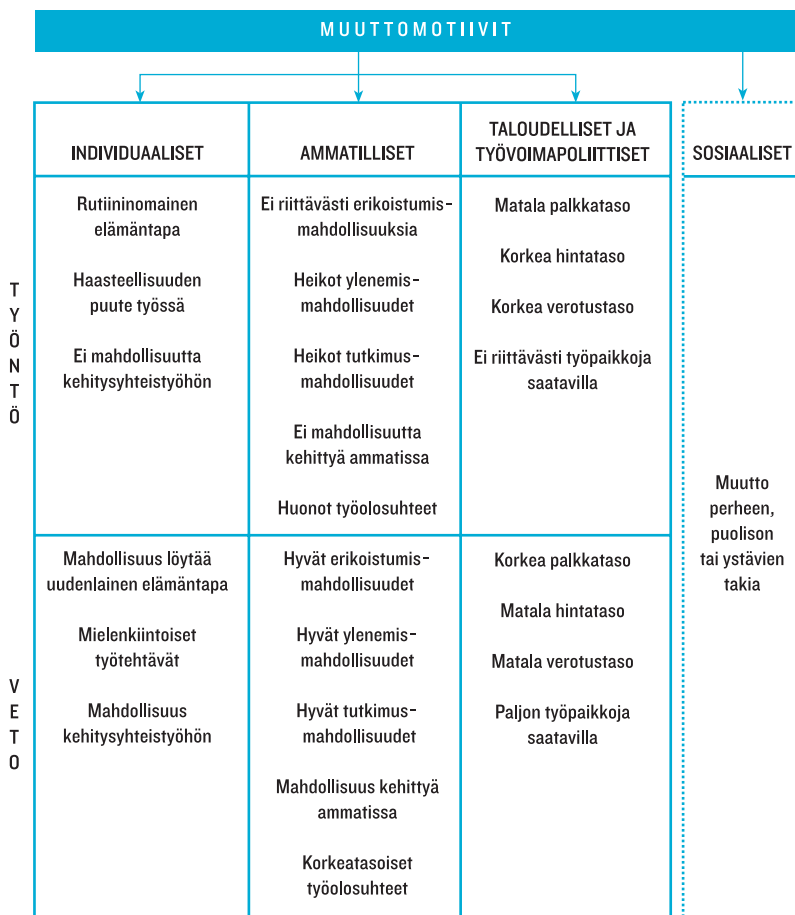 MUUTTOMOTIIVIT
INDIVIDUAALISET
AMMATILLISET
TALOUDELLISET JA
TYÖVOIMAPOLIITTISET
SOSIAALISET
TYÖNTÖ
Rutiininomainen
elämäntapa
Haasteellisuuden
puute työssä
Ei mahdollisuutta
kehitysyhteistyöhön
Ei riittävästi erikoistumis-
mahdollisuuksia
Heikot ylenemis-
mahdollisuudet
Heikot tutkimus-
mahdollisuudet
Ei mahdollisuutta
kehittyä ammatissa
Huonot työolosuhteet
Matala palkkataso
Korkea hintataso
Korkea verotustaso
Ei riittävästi työpaikkoja
saatavilla
VETO
Mahdollisuus löytää
uudenlainen elämäntapa
Mielenkiintoiset
työtehtävät
Mahdollisuus
kehitysyhteistyöhön
Hyvät erikoistumis-
mahdollisuudet
Hyvät ylenemis-
mahdollisuudet
Hyvät tutkimus-
mahdollisuudet
Mahdollisuus kehittyä
ammatissa
Korkeatasoiset
työolosuhteet
Korkea palkkataso
Matala hintataso
Matala verotustaso
Paljon työpaikkoja
saatavilla
Muutto
perheen,
puolison
tai ystävien
takia